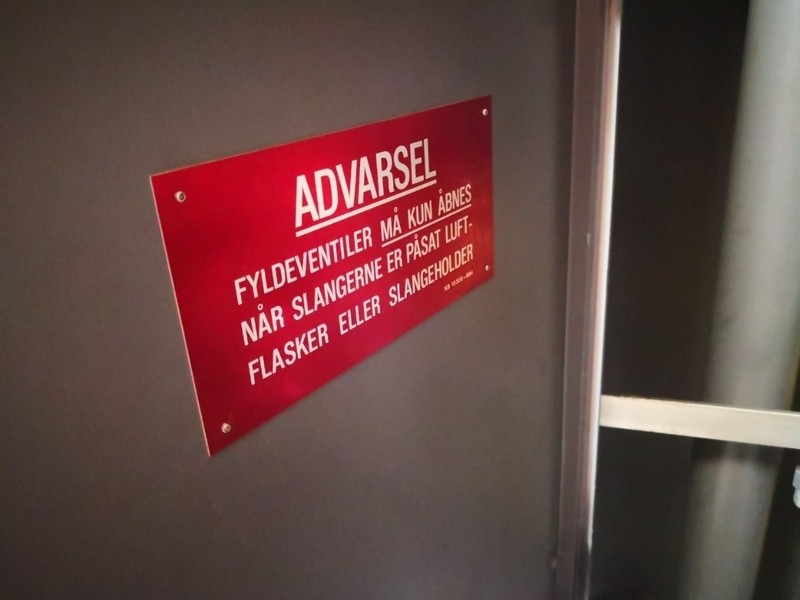 ADVARSEL
FYLDEVENTILER MÅ KUN ÅBNES
NÅR SLANGERNE ER PÅSAT LUFT-
FLASKER ELLER SLANGEHOLDER